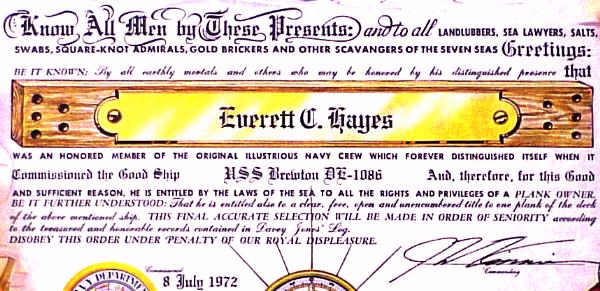 Know All Men by These Presents: and to all LANDLUBBERS, SEA LAWYERS, SALTS,
SWABS, SQUARE-KNOT ADMIRALS, GOLD BRICKERS AND OTHER SCAVANGERS OF THE SEVEN SEAS Greetings:
BE IT KNOWN: By all earthly mortals and others who may be honored by his distinguished presence that
Everett C. Hayes
WAS AN HONORED MEMBER OF THE ORIGINAL ILLUSTRIOUS NAVY CREW WHICH FOREVER DISTINGUISHED ITSELF WHEN IT
Commissioned the Good Ship USS Brewton DE-1086 And, therefore, for this Good
AND SUFFICIENT REASON, HE IS ENTITLED BY THE LAWS OF THE SEA TO ALL THE RIGHTS AND PRIVILEGES OF A PLANK OWNER.
BE IT FURTHER UNDERSTOOD: That he is entitled also to a clear, free, open and unencumbered title to one plank of the deck
of the above mentioned ship. THIS FINAL ACCURATE SELECTION WILL BE MADE IN ORDER OF SENIORITY according
to the treasured and honorable records contained in Davey Jones' Log.
DISOBEY THIS ORDER UNDER PENALTY OF OUR ROYAL DISPLEASURE.
Commissioned
Commanding
8 July 1972
NAVY DEPARTMENT